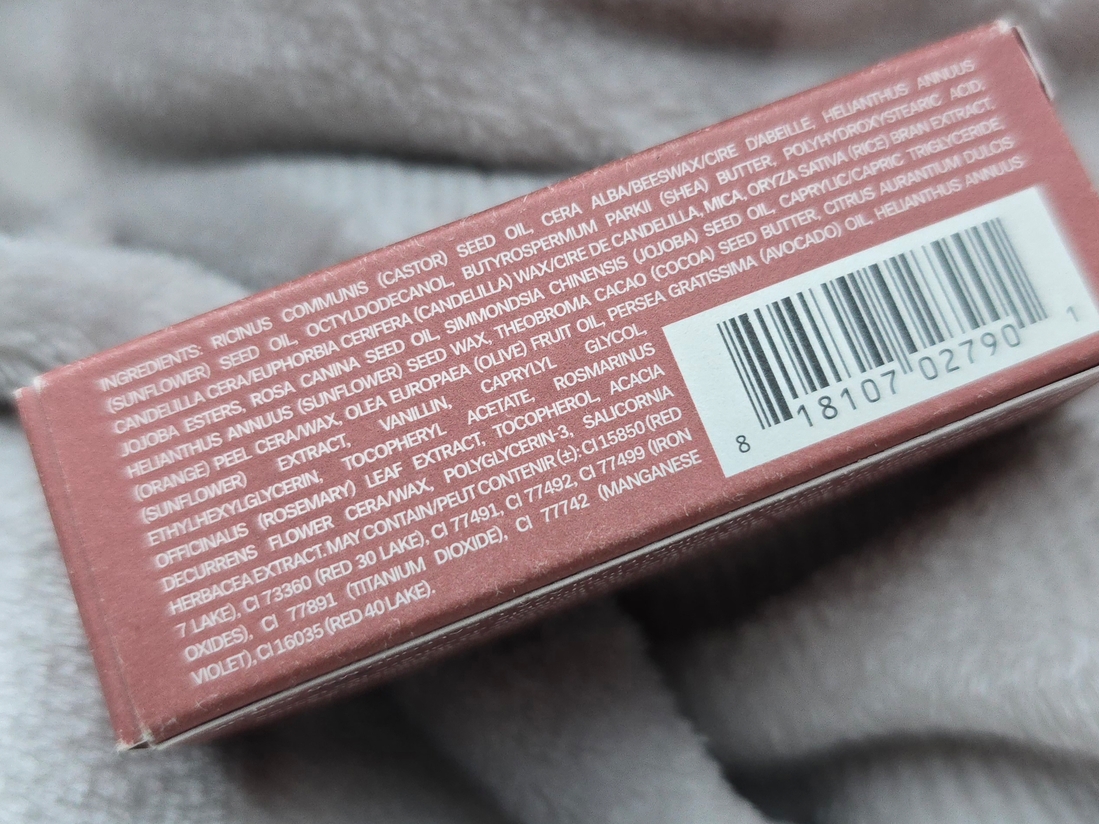 INGREDIENTS: RICINUS COMMUNIS (CASTOR) SEED OIL, CERA ALBA/BEESWAX/CIRE D'ABEILLE, HELIANTHUS ANNUUS
(SUNFLOWER) SEED OIL, OCTYLDODECANOL, BUTYROSPERMUM PARKII (SHEA) BUTTER, POLYHYDROXYSTEARIC ACID,
CANDELILLA CERA/EUPHORBIA CERIFERA (CANDELILLA) WAX/CIRE DE CANDELILLA, MICA, ORYZA SATIVA (RICE) BRAN EXTRACT,
JOJOBA ESTERS, ROSA CANINA SEED OIL, SIMMONDSIA CHINENSIS (JOJOBA) SEED OIL, CAPRYLIC/CAPRIC TRIGLYCERIDE,
HELIANTHUS ANNUUS (SUNFLOWER) SEED WAX, THEOBROMA CACAO (COCOA) SEED BUTTER, CITRUS AURANTIUM DULCIS
(ORANGE) PEEL CERA/WAX, OLEA EUROPAEA (OLIVE) FRUIT OIL, PERSEA GRATISSIMA (AVOCADO) OIL, HELIANTHUS ANNUUS
(SUNFLOWER) EXTRACT, VANILLIN, CAPRYLYL GLYCOL,
ETHYLHEXYLGLYCERIN, TOCOPHERYL ACETATE, ROSMARINUS
OFFICINALIS (ROSEMARY) LEAF EXTRACT, TOCOPHEROL, ACACIA
DECURRENS FLOWER CERA/WAX, POLYGLYCERIN-3, SALICORNIA
HERBACEA EXTRACT. MAY CONTAIN/PEUT CONTENIR (±): CI 15850 (RED
7 LAKE), CI 73360 (RED 30 LAKE), CI 77491, CI 77492, CI 77499 (IRON
OXIDES), CI 77891 (TITANIUM DIOXIDE), CI 77742 (MANGANESE
VIOLET), CI 16035 (RED 40 LAKE).
8 18107 02790 1